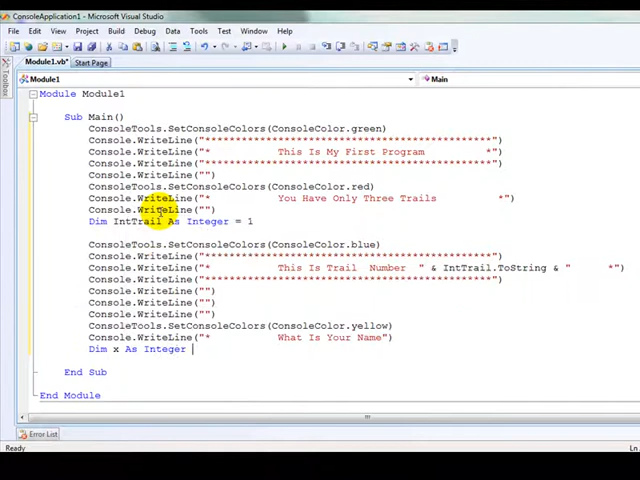 ConsoleApplication1 - Microsoft Visual Studio
File Edit View Project Build Debug Data Tools Test Window Help
Module1.vb* Start Page
Toolbox
Module1 Main
Module Module1
Sub Main()
ConsoleTools.SetConsoleColors(ConsoleColor.green)
Console.WriteLine("***********************************************")
Console.WriteLine("* This Is My First Program *")
Console.WriteLine("***********************************************")
Console.WriteLine("")
ConsoleTools.SetConsoleColors(ConsoleColor.red)
Console.WriteLine("* You Have Only Three Trails *")
Console.WriteLine("")
Dim IntTrail As Integer = 1
ConsoleTools.SetConsoleColors(ConsoleColor.blue)
Console.WriteLine("***********************************************")
Console.WriteLine("* This Is Trail Number " & IntTrail.ToString & " *")
Console.WriteLine("***********************************************")
Console.WriteLine("")
Console.WriteLine("")
Console.WriteLine("")
ConsoleTools.SetConsoleColors(ConsoleColor.yellow)
Console.WriteLine("* What Is Your Name")
Dim x As Integer
End Sub
End Module
Error List
Ready